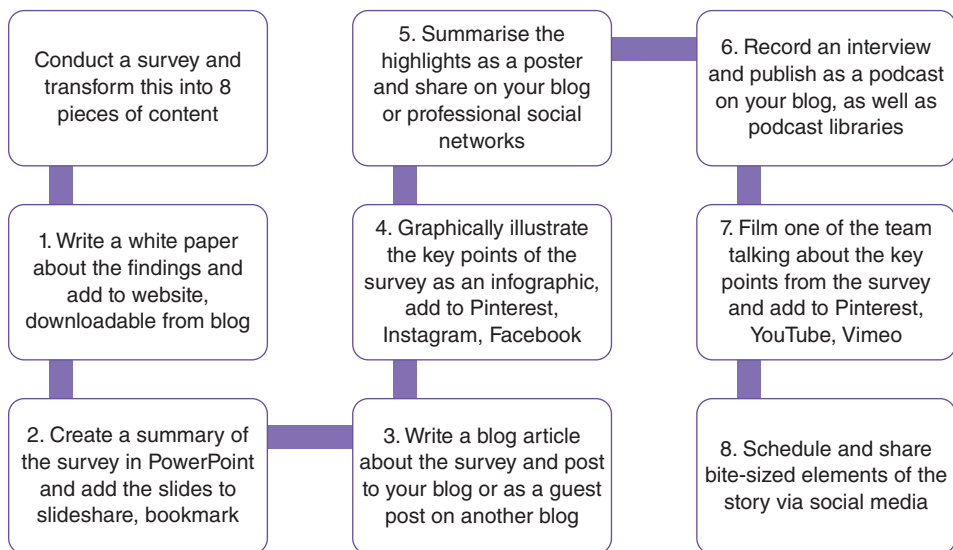 Conduct a survey and
transform this into 8
pieces of content
1. Write a white paper
about the findings and
add to website,
downloadable from blog
2. Create a summary of
the survey in PowerPoint
and add the slides to
slideshare, bookmark
3. Write a blog article
about the survey and post
to your blog or as a guest
post on another blog
4. Graphically illustrate
the key points of the
survey as an infographic,
add to Pinterest,
Instagram, Facebook
5. Summarise the
highlights as a poster
and share on your blog
or professional social
networks
6. Record an interview
and publish as a podcast
on your blog, as well as
podcast libraries
7. Film one of the team
talking about the key
points from the survey
and add to Pinterest,
YouTube, Vimeo
8. Schedule and share
bite-sized elements of the
story via social media